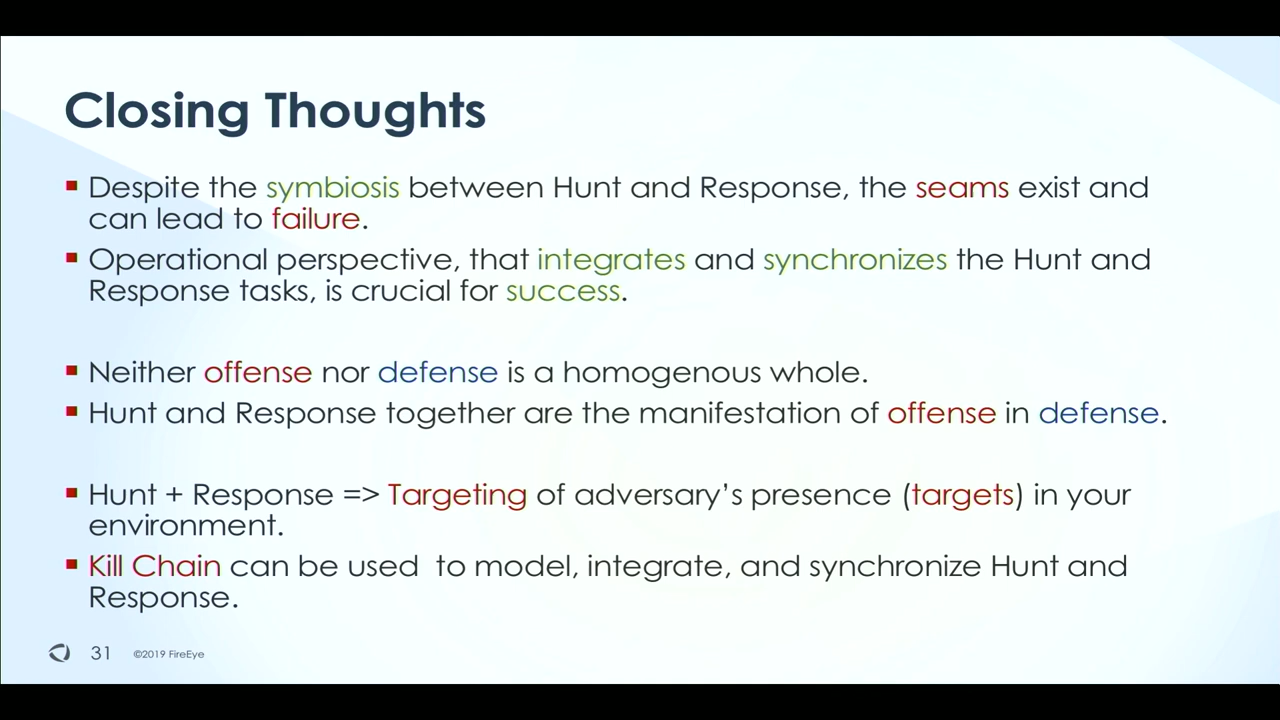 Closing Thoughts
▪ Despite the symbiosis between Hunt and Response, the seams exist and
can lead to failure.
▪ Operational perspective, that integrates and synchronizes the Hunt and
Response tasks, is crucial for success.
▪ Neither offense nor defense is a homogenous whole.
▪ Hunt and Response together are the manifestation of offense in defense.
▪ Hunt + Response => Targeting of adversary’s presence (targets) in your
environment.
▪ Kill Chain can be used  to model, integrate, and synchronize Hunt and
Response.
31 ©2019 FireEye